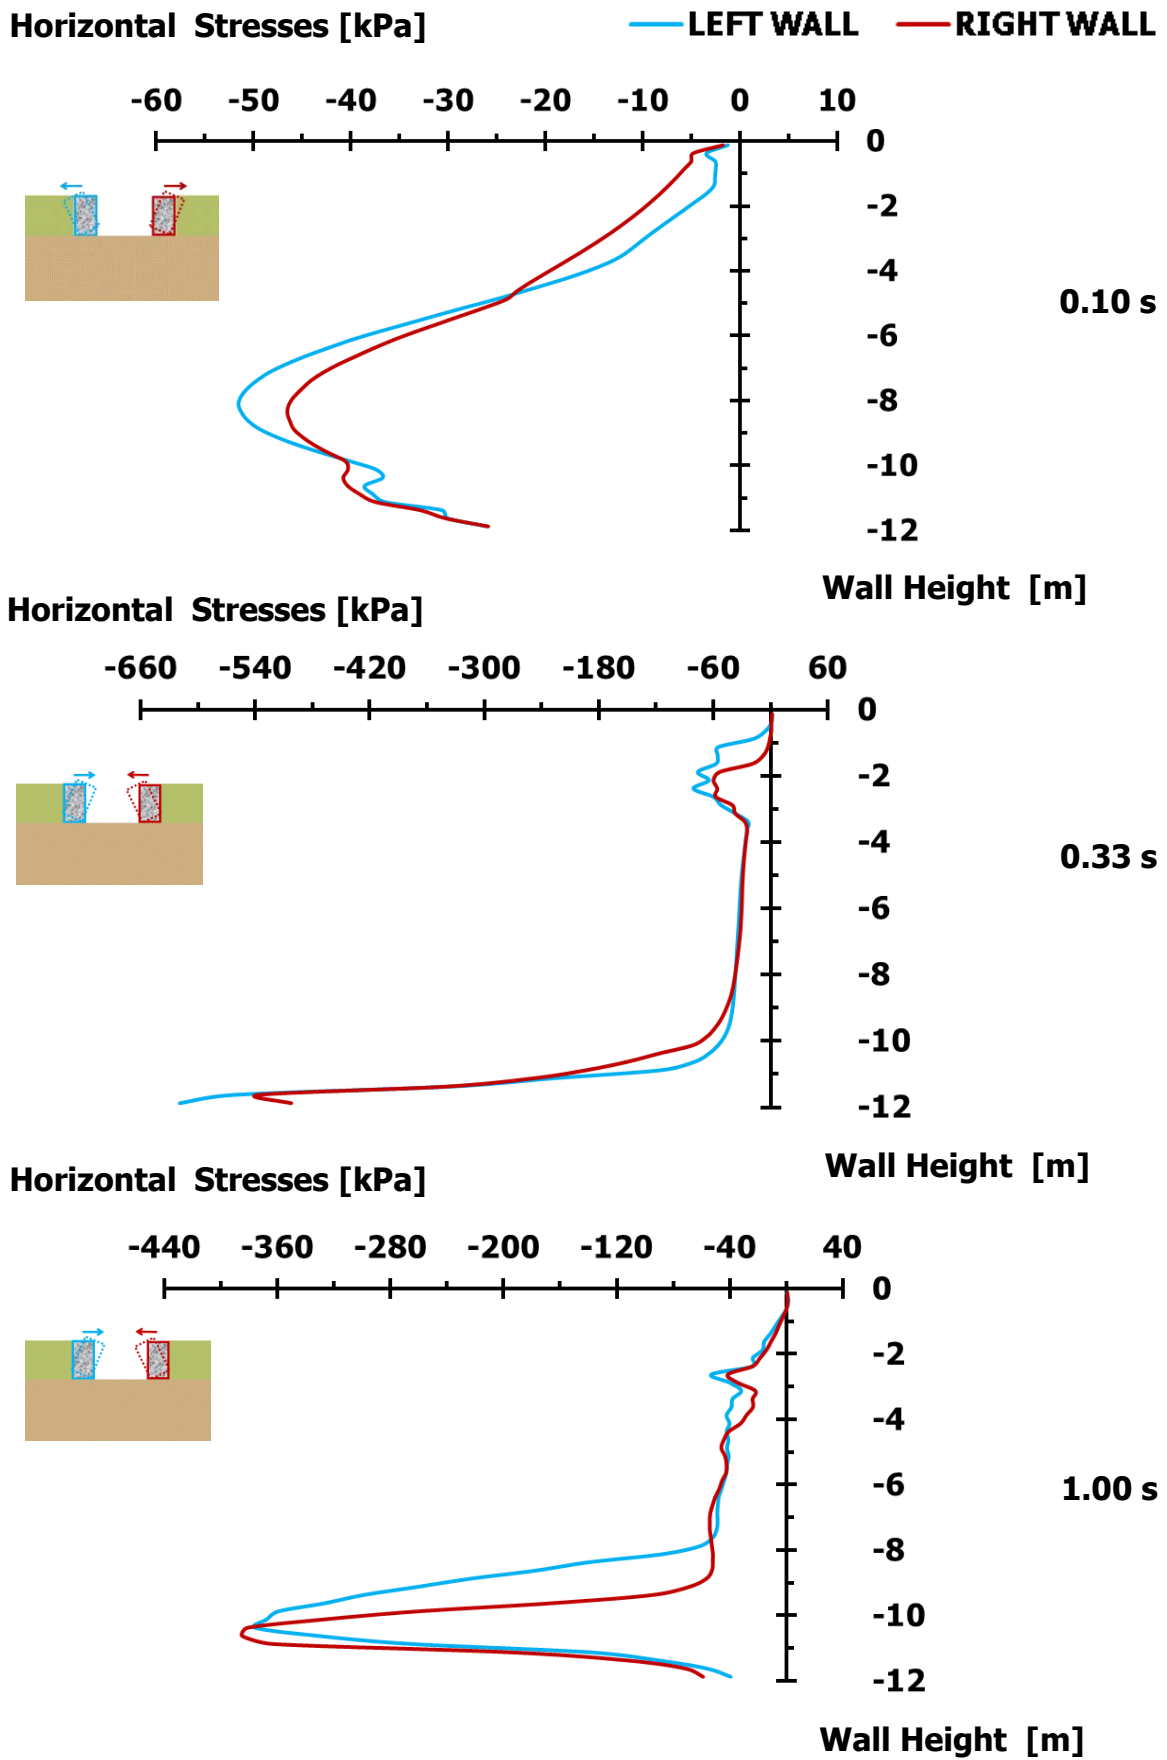 Horizontal Stresses [kPa] LEFT WALL RIGHT WALL
-60 -50 -40 -30 -20 -10 0 10
0
-2
-4
0.10 s
-6
-8
-10
-12
Wall Height [m]
Horizontal Stresses [kPa]
-660 -540 -420 -300 -180 -60 60
0
-2
-4
0.33 s
-6
-8
-10
-12
Wall Height [m]
Horizontal Stresses [kPa]
-440 -360 -280 -200 -120 -40 40
0
-2
-4
-6
1.00 s
-8
-10
-12
Wall Height [m]